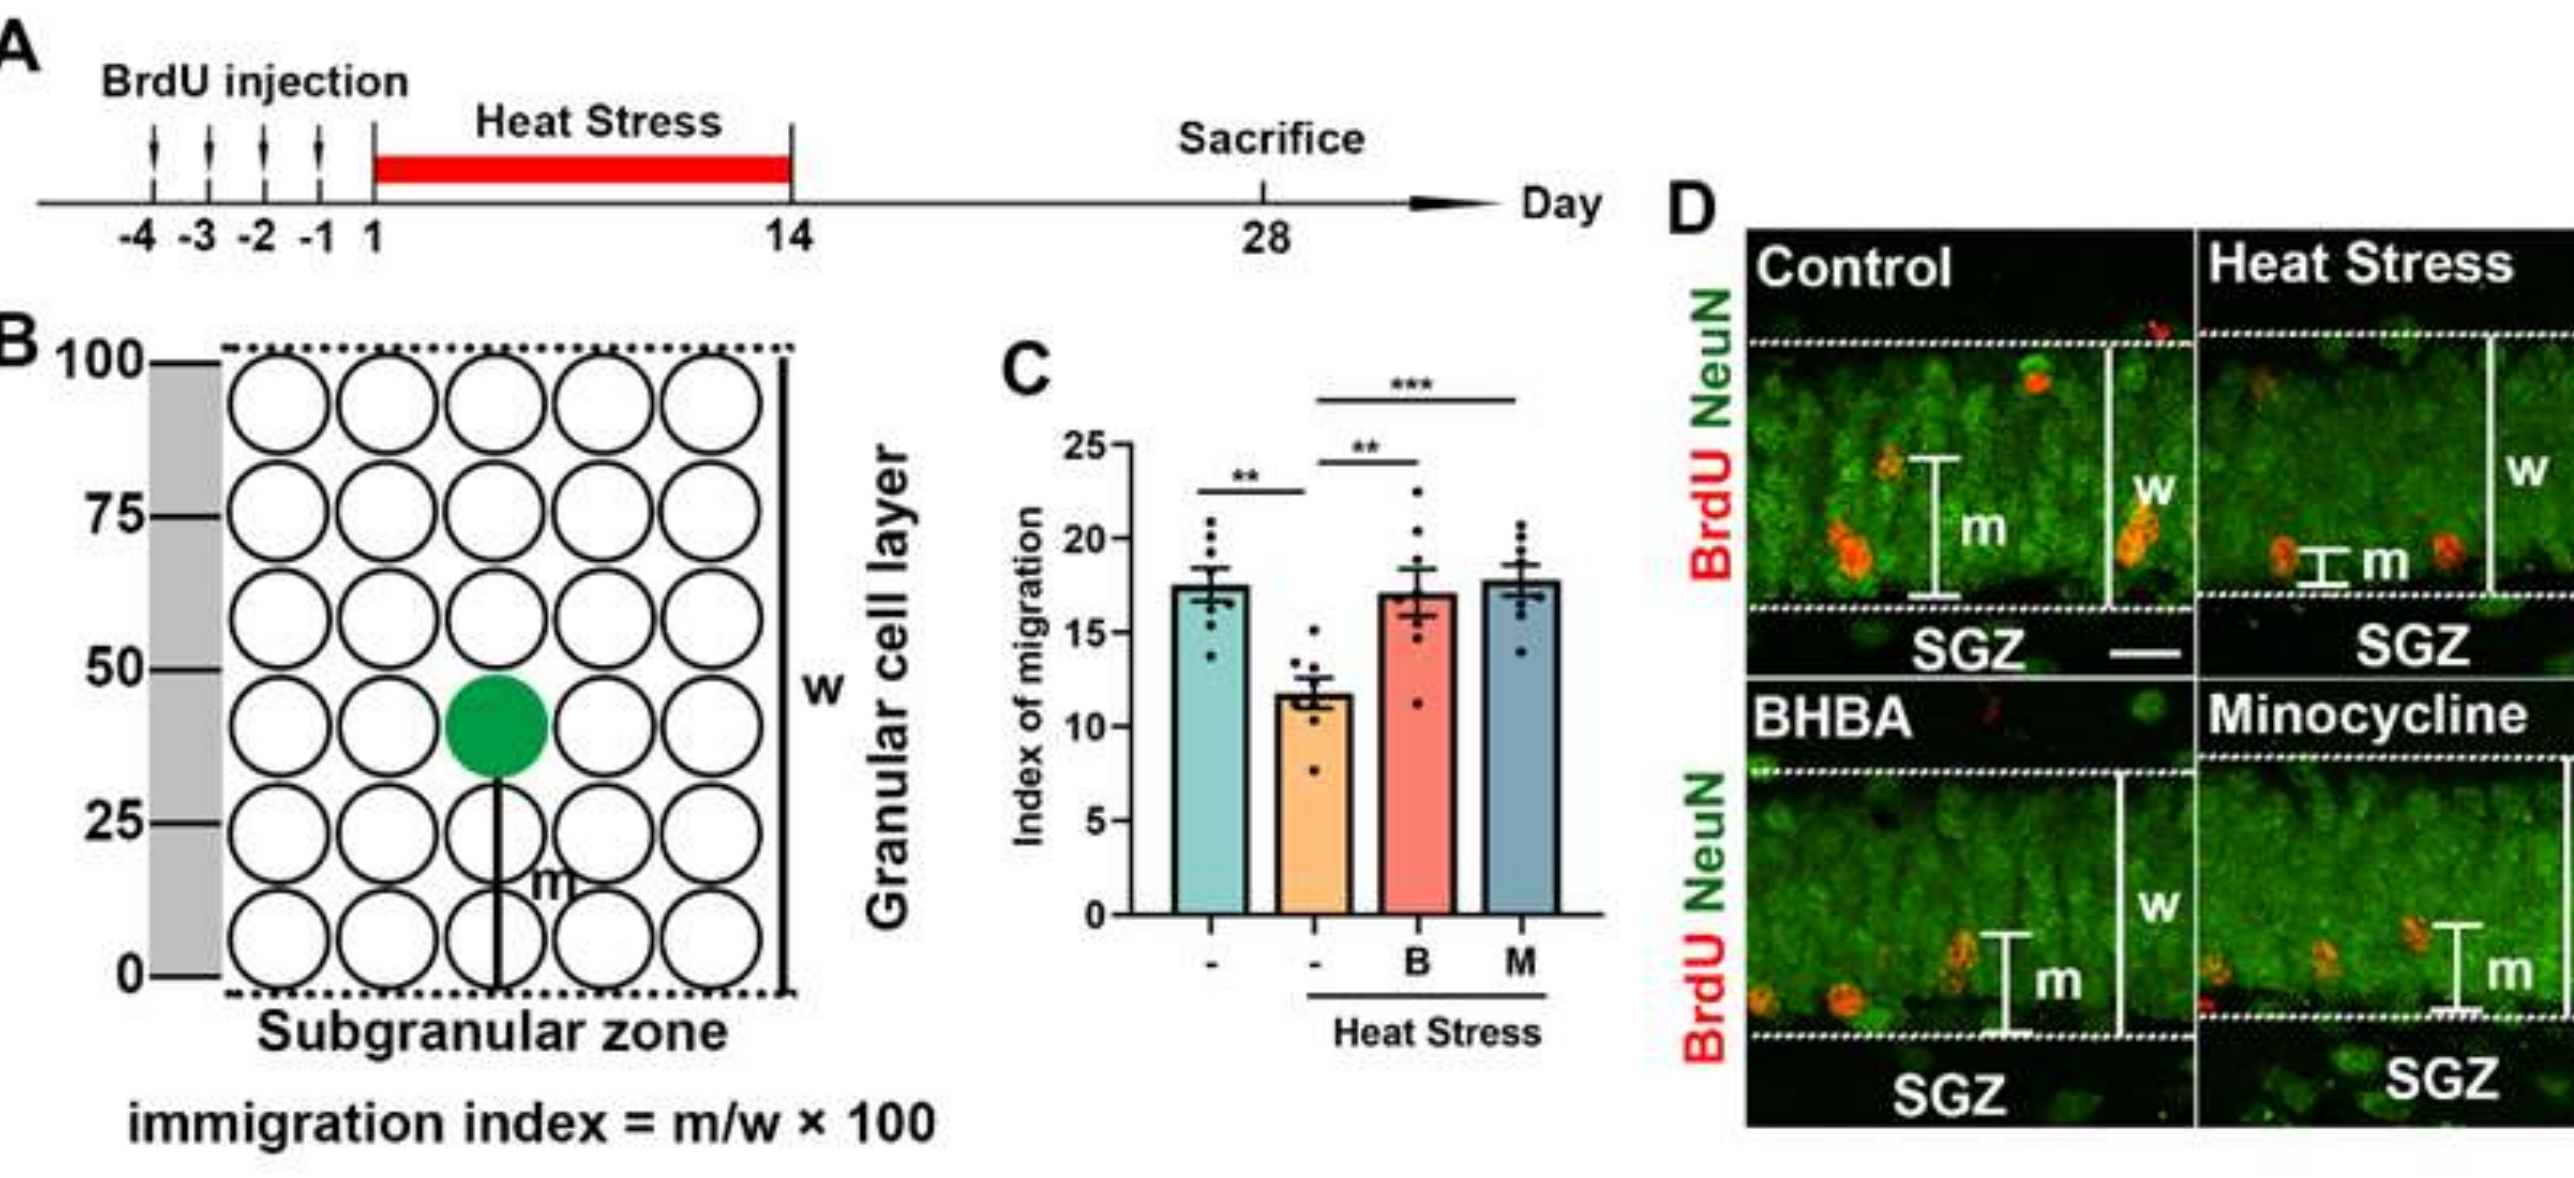 A
BrdU injection
Heat Stress
Sacrifice
-4 -3 -2 -1 1 14 28 Day
B
100
75
50
25
0
m
w
Granular cell layer
Subgranular zone
immigration index = m/w × 100
C
Index of migration
25
20
15
10
5
0
***
**
**
- - B M
Heat Stress
D
BrdU NeuN
Control
m
w
SGZ
Heat Stress
m
w
SGZ
BrdU NeuN
BHBA
m
w
SGZ
Minocycline
m
SGZ